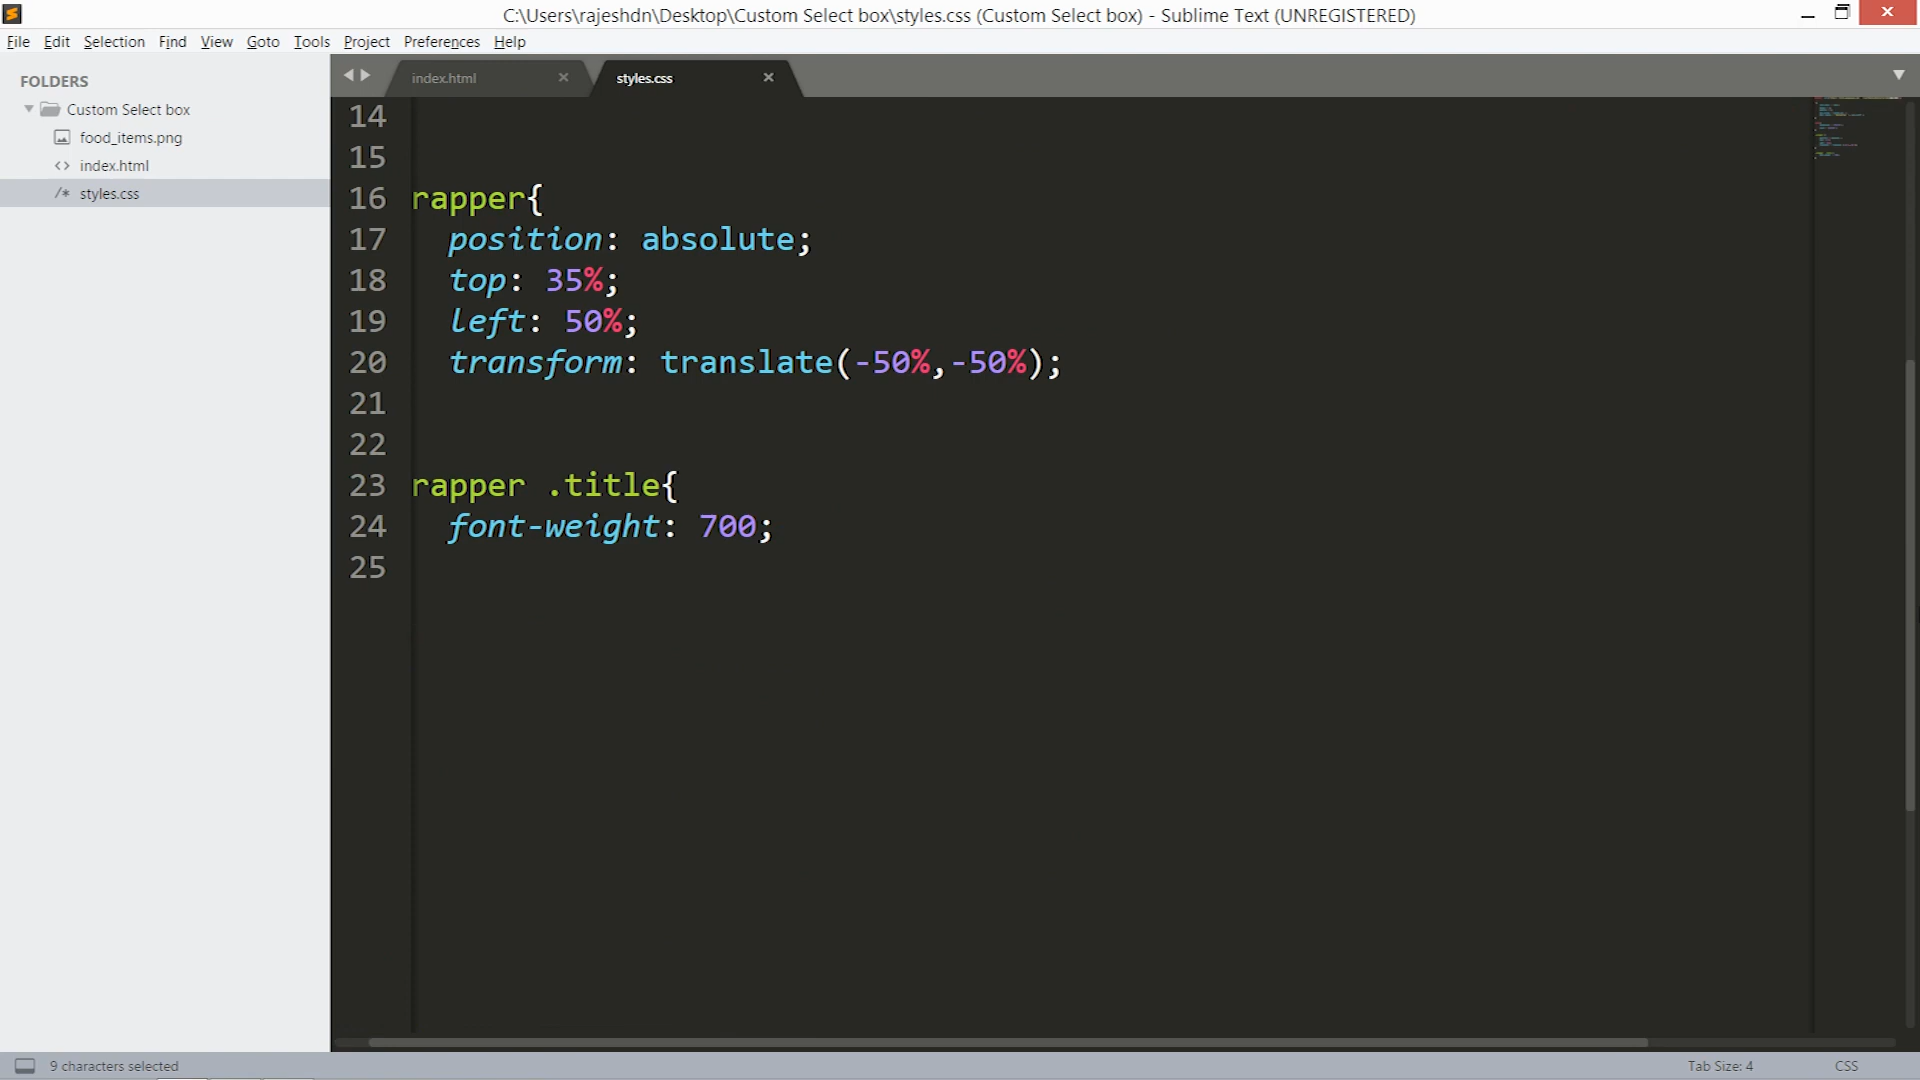 C:\Users\rajeshdn\Desktop\Custom Select box\styles.css (Custom Select box) - Sublime Text (UNREGISTERED)
File Edit Selection Find View Goto Tools Project Preferences Help
FOLDERS
Custom Select box
food_items.png
index.html
styles.css
index.html
styles.css
14
15
16 rapper{
17 position: absolute;
18 top: 35%;
19 left: 50%;
20 transform: translate(-50%,-50%);
21
22
23 rapper .title{
24 font-weight: 700;
25
9 characters selected
Tab Size: 4
CSS